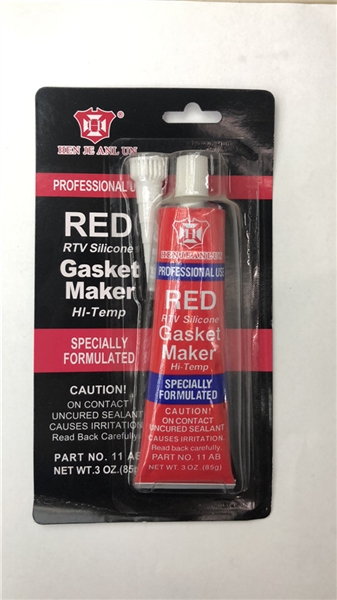 ®
HEN JE ANL UN
PROFESSIONAL U
RED
RTV Silicone
Gasket
Maker
HI-Temp
SPECIALLY
FORMULATED
CAUTION!
ON CONTACT
UNCURED SEALANT
CAUSES IRRITATION.
Read Back Carefully.
PART NO. 11 AB
NET WT. 3 OZ.(85g
PROFESSIONAL USE
RED
RTV Silicone
Gasket
Maker
Hi-Temp
SPECIALLY
FORMULATED
CAUTION!
ON CONTACT
UNCURED SEALANT
CAUSES IRRITATION.
Read Back Carefully.
PART NO. 11 AB
NET WT. 3 OZ. (85g)